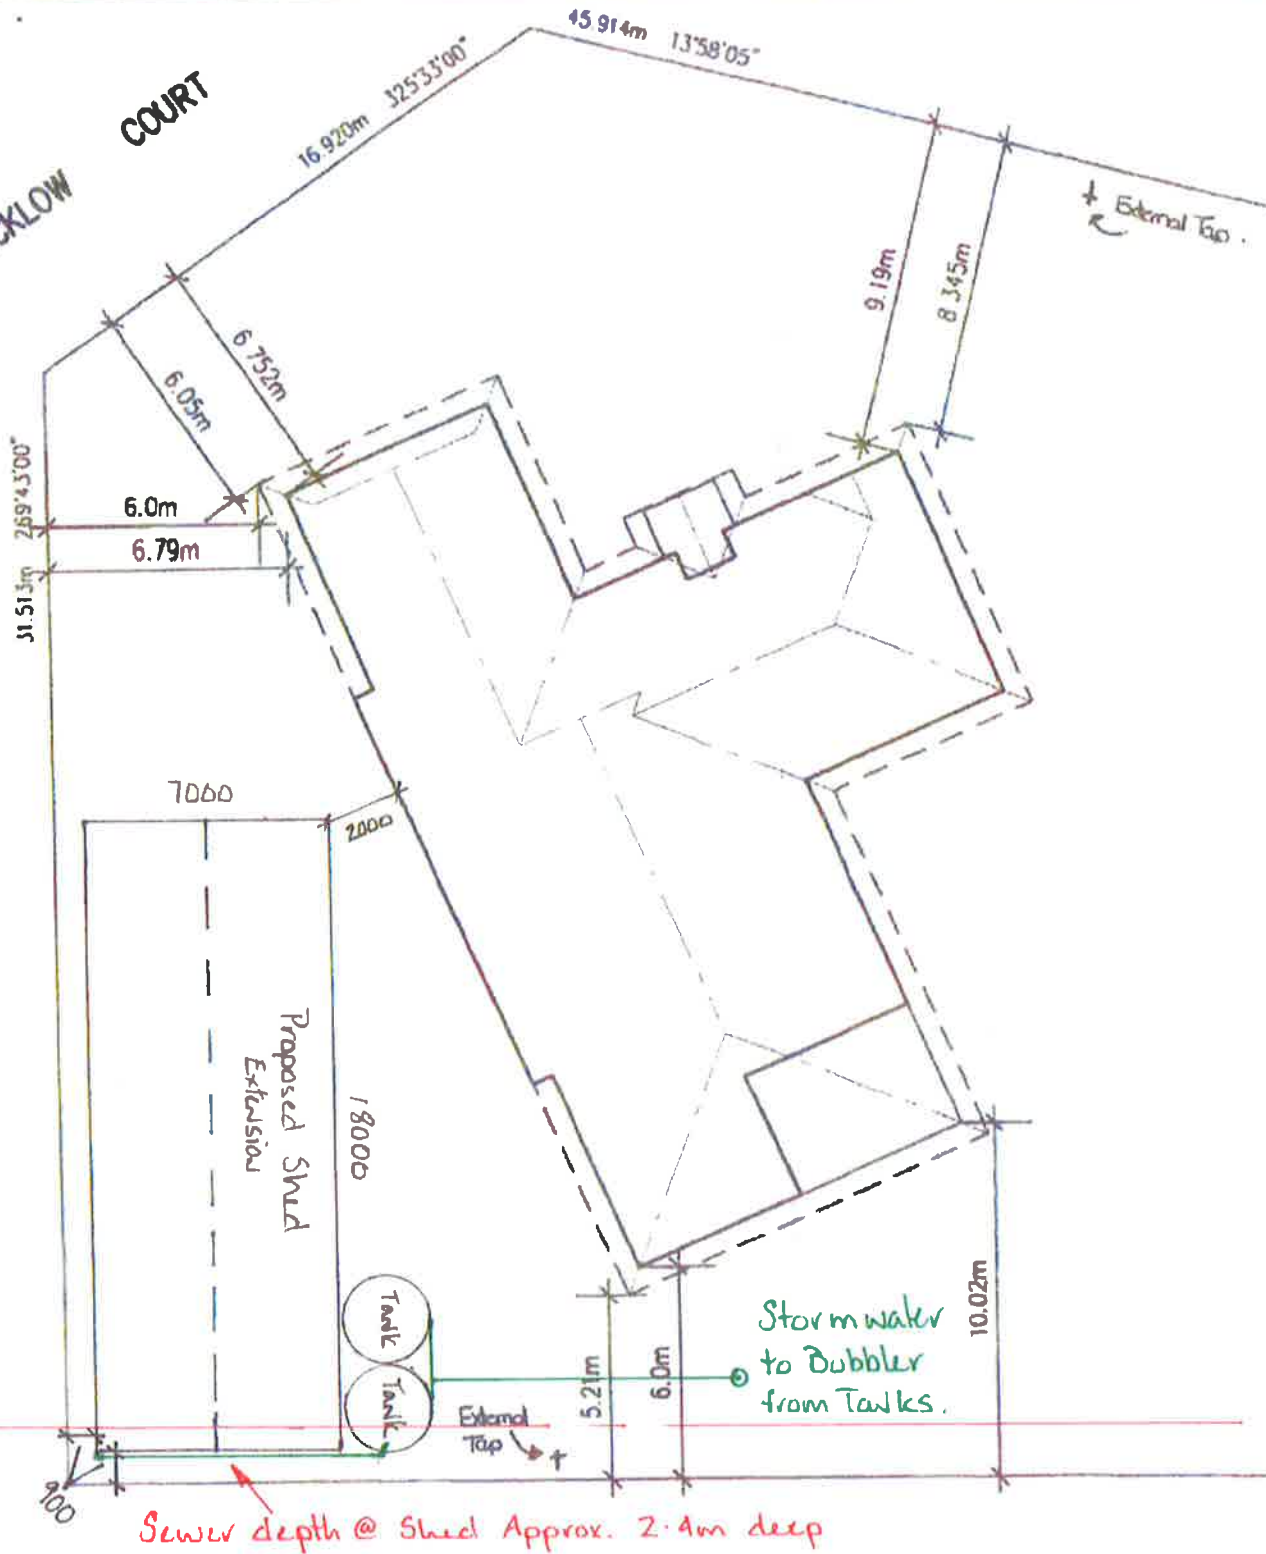 45.914m 13°58'05"
COURT
16.920m 325°33'00"
CKLOW
External Tap.
9.19m
8.345m
6.752m
6.05m
269°43'00"
6.0m
6.79m
31.513m
7000
2000
Proposed Shed
Extension
18000
Tank
Tank
Stormwater
to Bubbler
from Tanks.
10.02m
5.21m
6.0m
External
Tap
900
Sewer depth @ Shed Approx. 2.4m deep